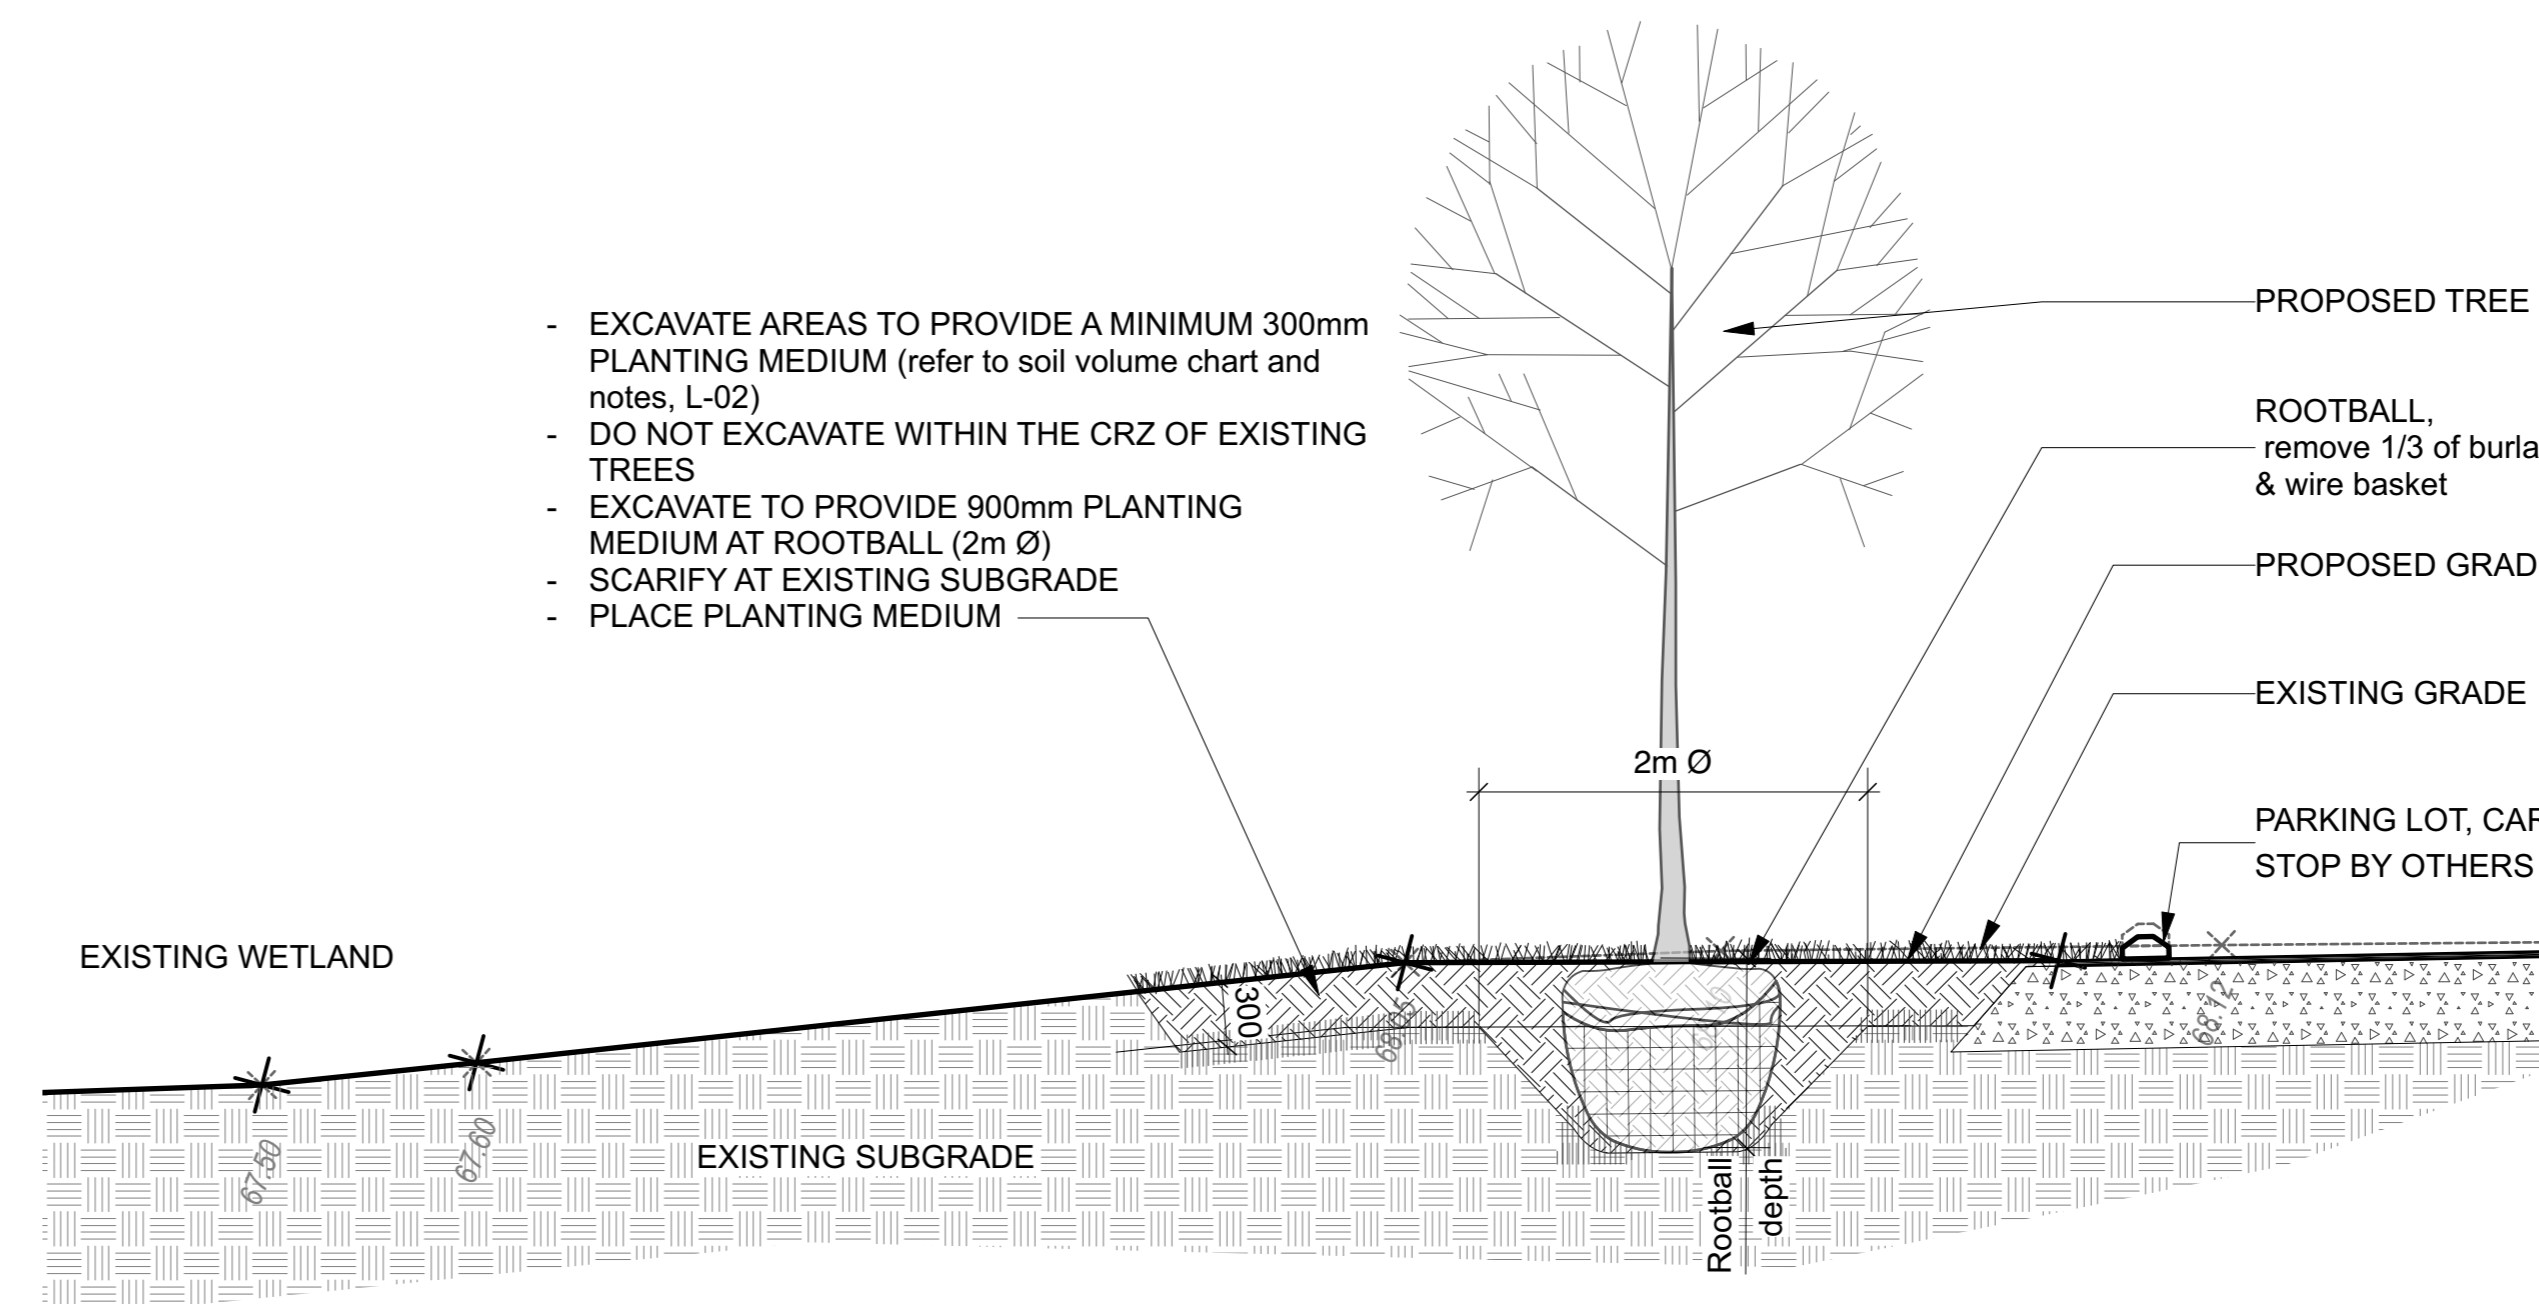 - EXCAVATE AREAS TO PROVIDE A MINIMUM 300mm
PLANTING MEDIUM (refer to soil volume chart and
notes, L-02)
- DO NOT EXCAVATE WITHIN THE CRZ OF EXISTING
TREES
- EXCAVATE TO PROVIDE 900mm PLANTING
MEDIUM AT ROOTBALL (2m Ø)
- SCARIFY AT EXISTING SUBGRADE
- PLACE PLANTING MEDIUM
PROPOSED TREE
ROOTBALL,
remove 1/3 of burla
& wire basket
PROPOSED GRAD
EXISTING GRADE
PARKING LOT, CAR
STOP BY OTHERS
2m Ø
EXISTING WETLAND
300
67.50
67.60
68.12
EXISTING SUBGRADE
Rootball
depth